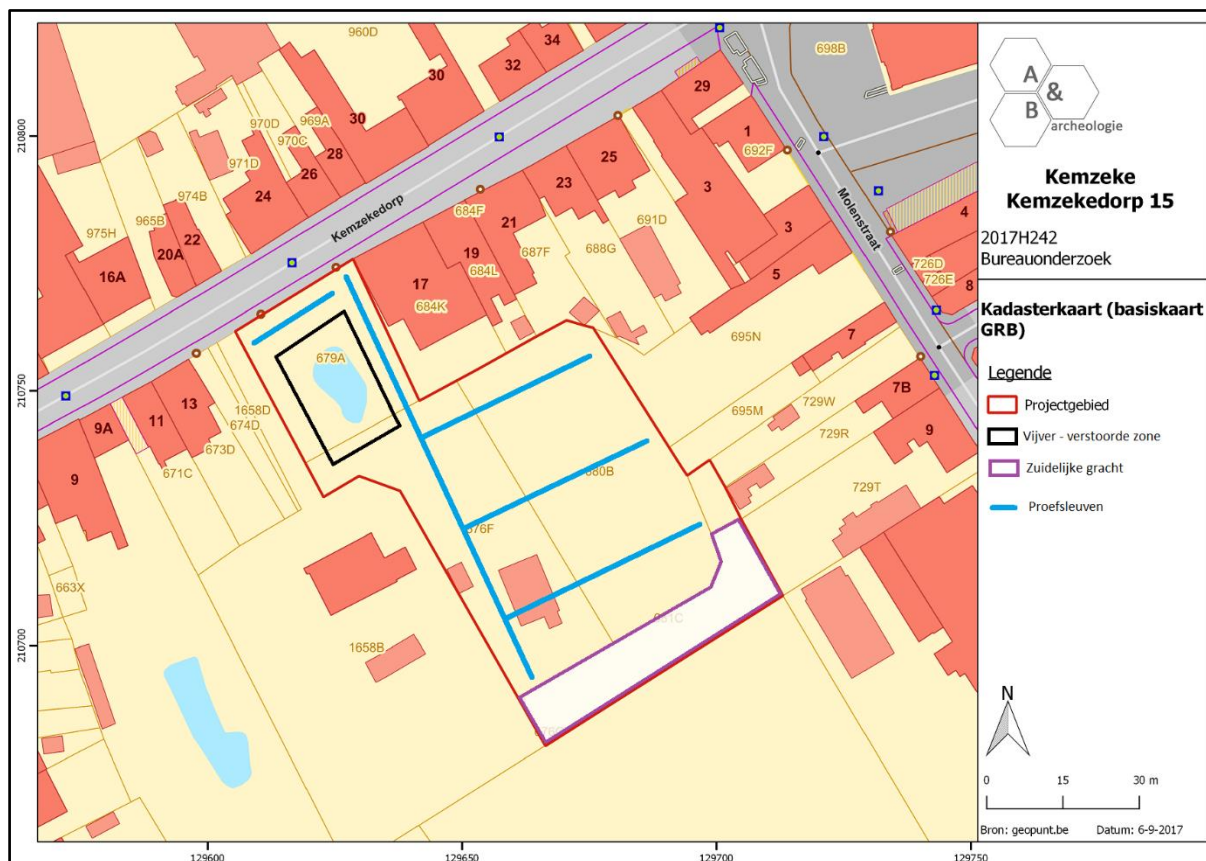 960D
34
32
698B
30
29
970D
969A
30
1
692F
210800
971D
970C
28
25
26
24
974B
23
3
Molenstraat
965B
Kemzekedorp
684F
22
21
691D
4
975H
20A
687F
3
16A
19
688G
684L
17
684K
5
726D
726E
8
679A
695N
7
210750
1658D
9A
11
13
674D
7B
673D
695M
729W
671C
729R
9
9
680B
729T
676F
663X
1658B
210700
129600
129650
129700
129750
A
&
B
archeologie
Kemzeke
Kemzekedorp 15
2017H242
Bureauonderzoek
Kadasterkaart (basiskaart
GRB)
Legende
Projectgebied
Vijver - verstoorde zone
Zuidelijke gracht
Proefsleuven
N
0 15 30 m
Bron: geopunt.be Datum: 6-9-2017